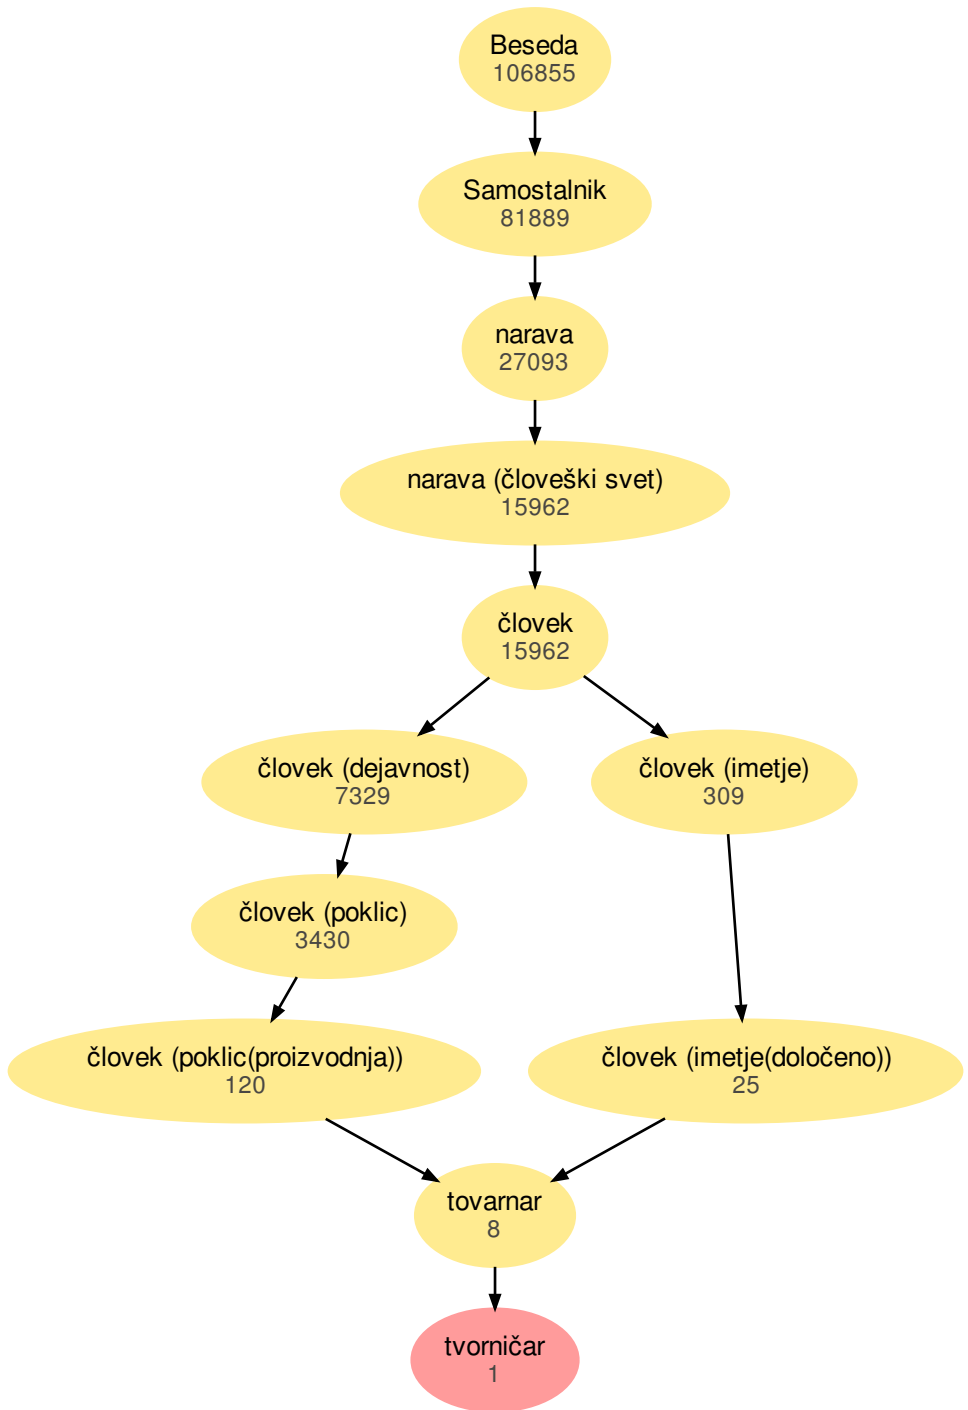 Beseda
106855
Samostalnik
81889
narava
27093
narava (človeški svet)
15962
človek
15962
človek (dejavnost)
7329
človek (imetje)
309
človek (poklic)
3430
človek (poklic(proizvodnja))
120
človek (imetje(določeno))
25
tovarnar
8
tvorničar
1